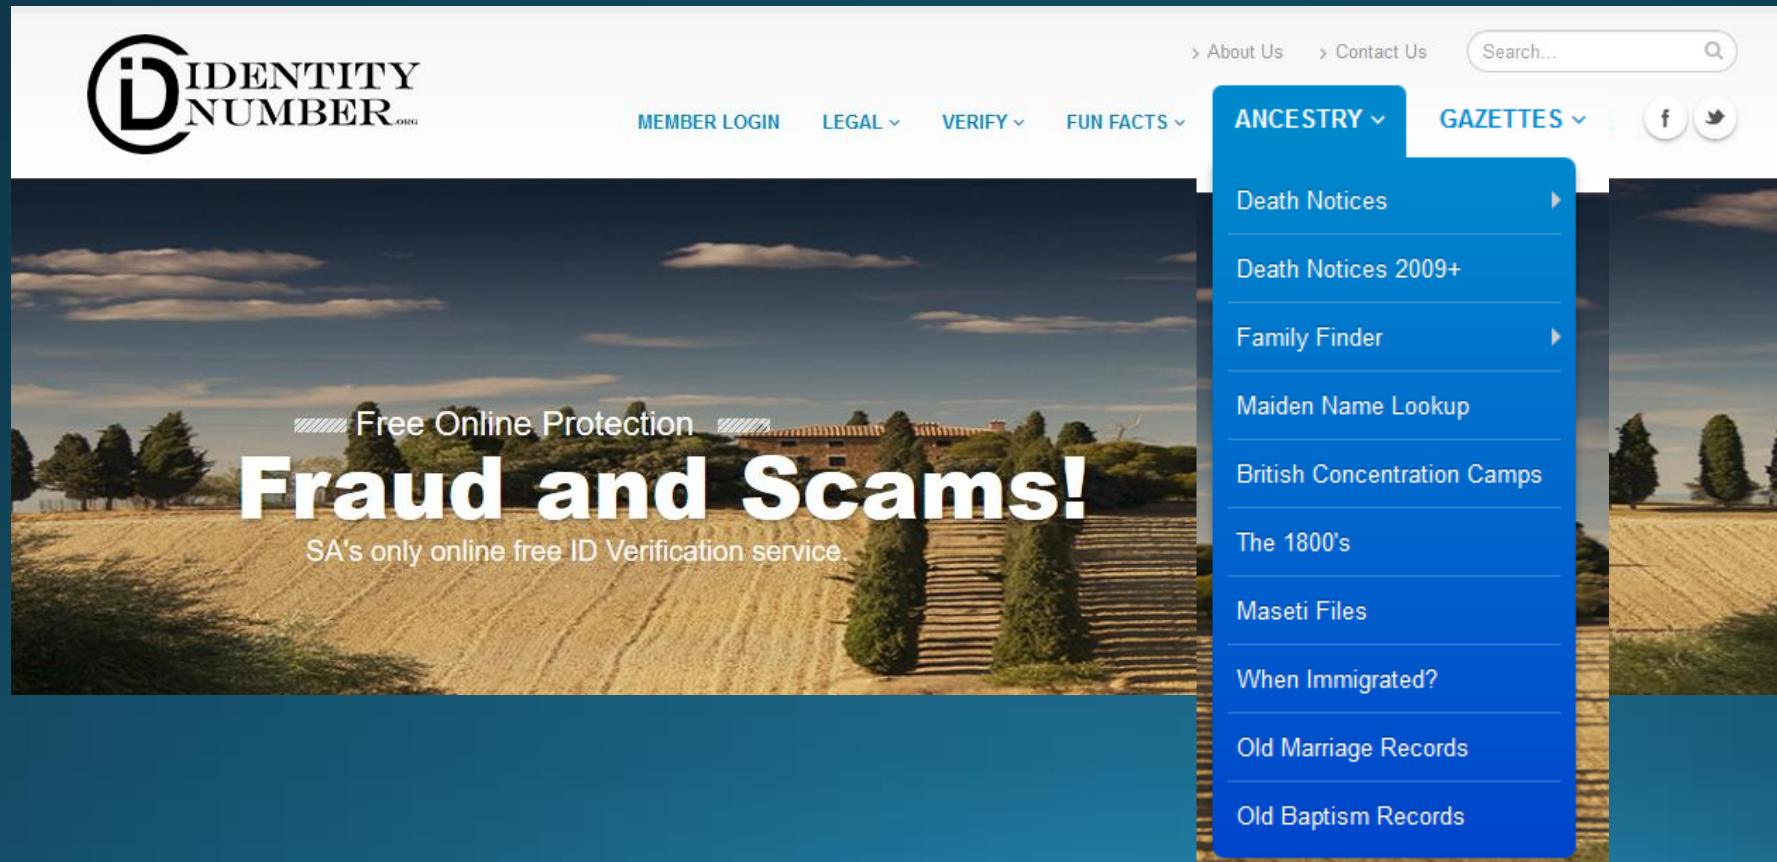 iD IDENTITY
NUMBER.ORG
About Us
Contact Us
Search...
MEMBER LOGIN
LEGAL
VERIFY
FUN FACTS
ANCESTRY
GAZETTES
f
Death Notices
Death Notices 2009+
Family Finder
Maiden Name Lookup
British Concentration Camps
The 1800's
Maseti Files
When Immigrated?
Old Marriage Records
Old Baptism Records
Free Online Protection
Fraud and Scams!
SA's only online free ID Verification service.